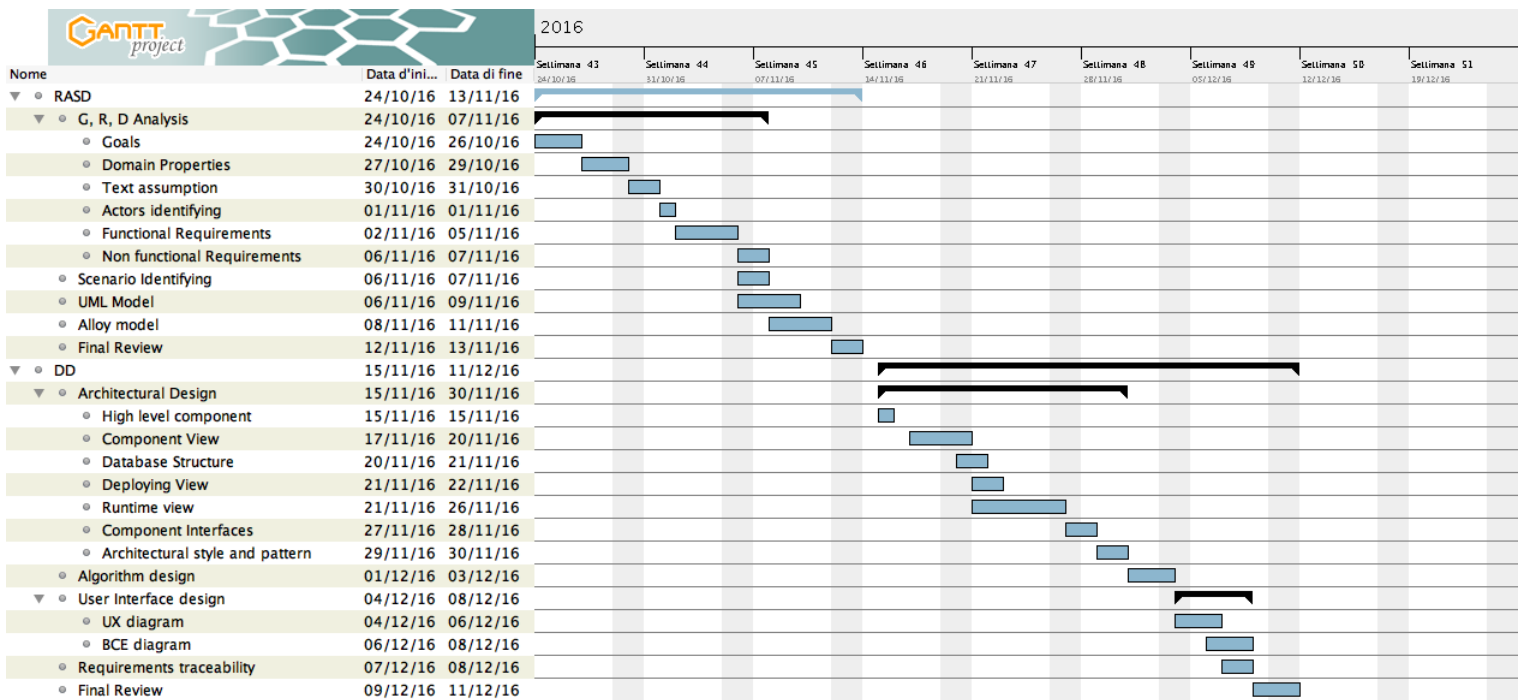 GANTT
project
2016
Settimana 43 Settimana 44 Settimana 45 Settimana 46 Settimana 47 Settimana 48 Settimana 49 Settimana 50 Settimana 51
Nome Data d'ini... Data di fine 24/10/16 31/10/16 07/11/16 14/11/16 21/11/16 28/11/16 05/12/16 12/12/16 19/12/16
RASD 24/10/16 13/11/16
G, R, D Analysis 24/10/16 07/11/16
Goals 24/10/16 26/10/16
Domain Properties 27/10/16 29/10/16
Text assumption 30/10/16 31/10/16
Actors identifying 01/11/16 01/11/16
Functional Requirements 02/11/16 05/11/16
Non functional Requirements 06/11/16 07/11/16
Scenario Identifying 06/11/16 07/11/16
UML Model 06/11/16 09/11/16
Alloy model 08/11/16 11/11/16
Final Review 12/11/16 13/11/16
DD 15/11/16 11/12/16
Architectural Design 15/11/16 30/11/16
High level component 15/11/16 15/11/16
Component View 17/11/16 20/11/16
Database Structure 20/11/16 21/11/16
Deploying View 21/11/16 22/11/16
Runtime view 21/11/16 26/11/16
Component Interfaces 27/11/16 28/11/16
Architectural style and pattern 29/11/16 30/11/16
Algorithm design 01/12/16 03/12/16
User Interface design 04/12/16 08/12/16
UX diagram 04/12/16 06/12/16
BCE diagram 06/12/16 08/12/16
Requirements traceability 07/12/16 08/12/16
Final Review 09/12/16 11/12/16